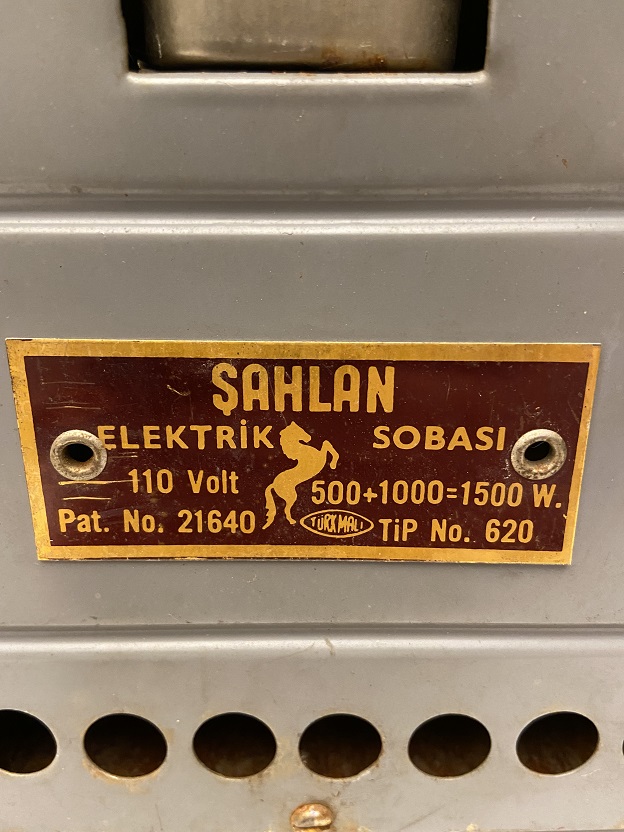 ŞAHLAN
ELEKTRİK SOBASI
110 Volt 500+1000=1500 W.
Pat. No. 21640 TÜRK MALI TİP No. 620